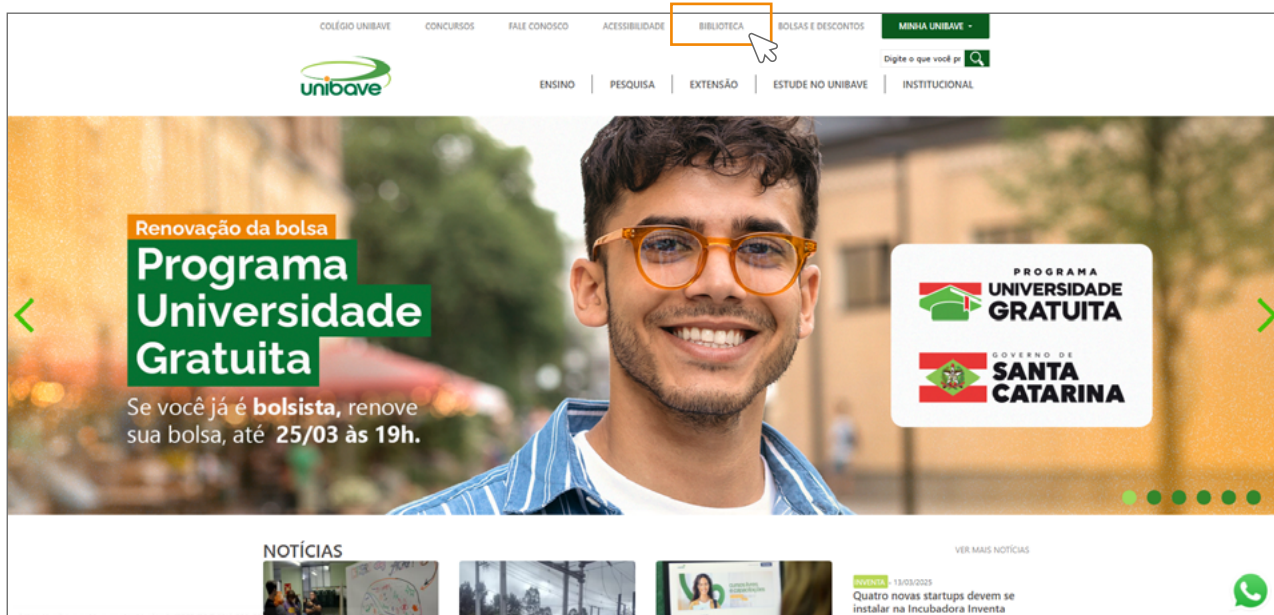 COLÉGIO UNIBAVE CONCURSOS FALE CONOSCO ACESSIBILIDADE BIBLIOTECA BOLSAS E DESCONTOS MINHA UNIBAVE
Digite o que você pr
unibave
ENSINO PESQUISA EXTENSÃO ESTUDE NO UNIBAVE INSTITUCIONAL
Renovação da bolsa
Programa
Universidade
Gratuita
Se você já é bolsista, renove
sua bolsa, até 25/03 às 19h.
PROGRAMA
UNIVERSIDADE
GRATUITA
GOVERNO DE
SANTA
CATARINA
NOTÍCIAS
VER MAIS NOTÍCIAS
INVENTA - 13/03/2025
Quatro novas startups devem se
instalar na Incubadora Inventa